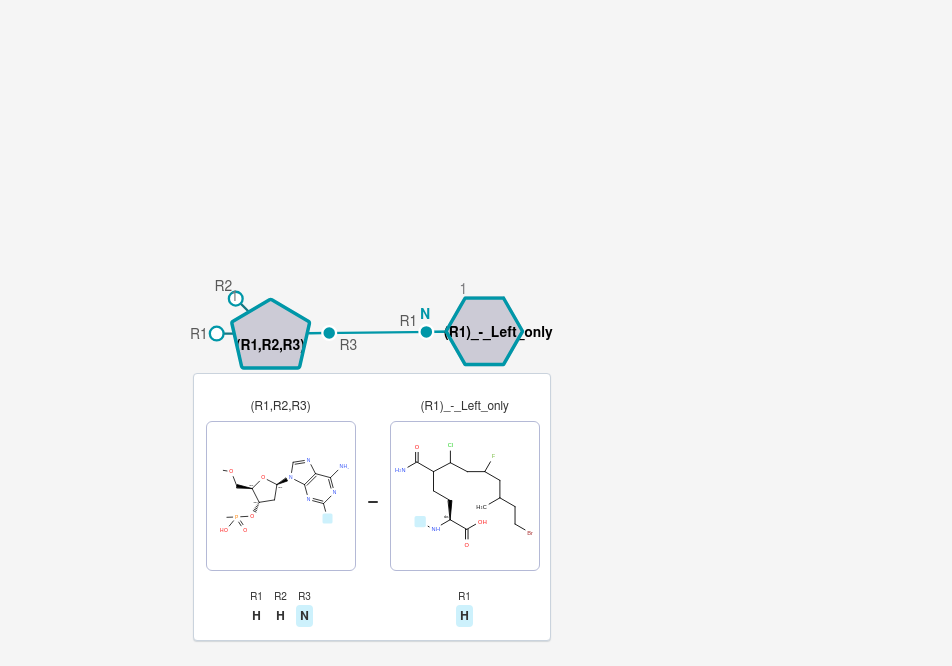 R2
1
1
R1
(R1,R2,R3)
R3
R1
N
(R1)_-_Left_only
(R1,R2,R3)
(R1)_-_Left_only
O
O
N
N
N
N
N
NH₂
O
P
HO
O
–
O
H₂N
Cl
F
H₃C
NH
OH
O
Br
R1 R2 R3
H H N
R1
H